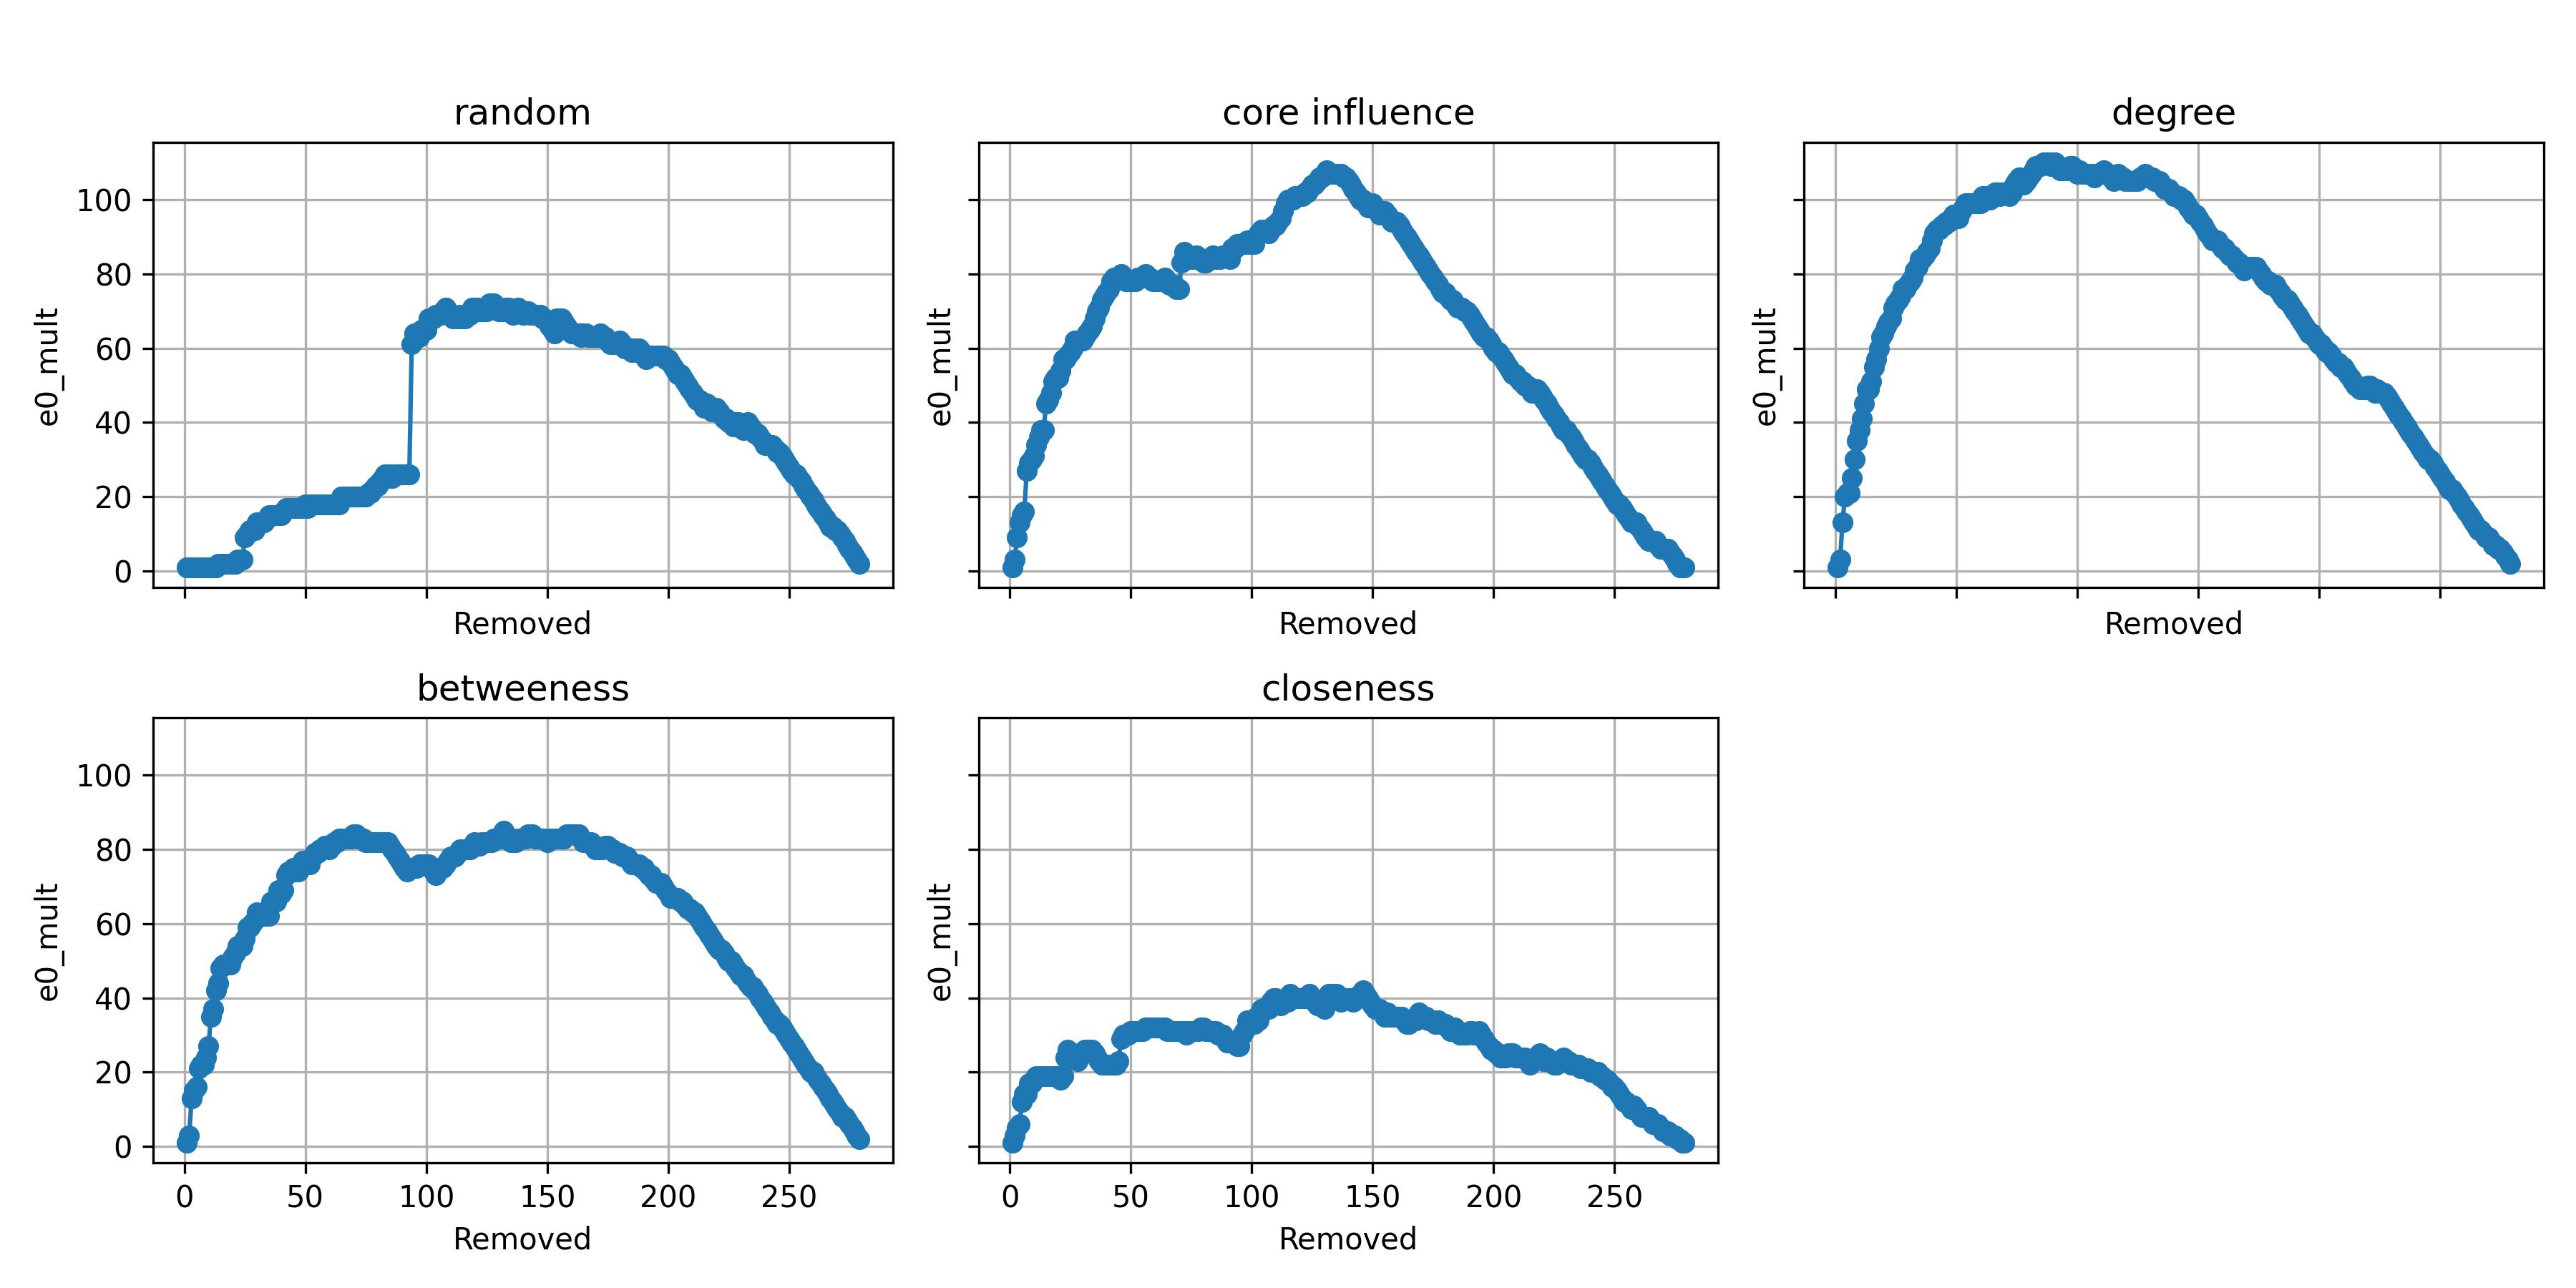 random
core influence
degree
100
80
60
40
20
0
e0_mult
e0_mult
e0_mult
Removed
Removed
Removed
betweeness
closeness
100
80
60
40
20
0
e0_mult
e0_mult
0 50 100 150 200 250
0 50 100 150 200 250
Removed
Removed